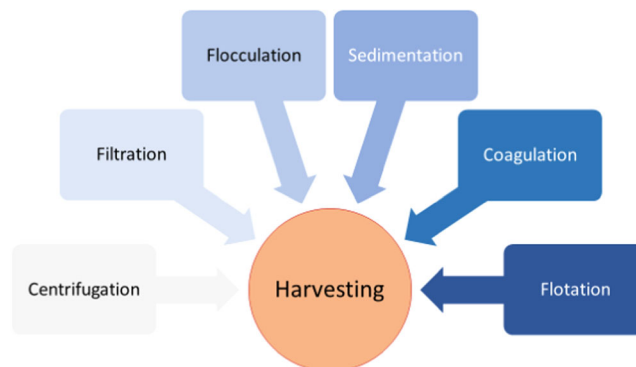 Flocculation
Sedimentation
Filtration
Coagulation
Centrifugation
Harvesting
Flotation